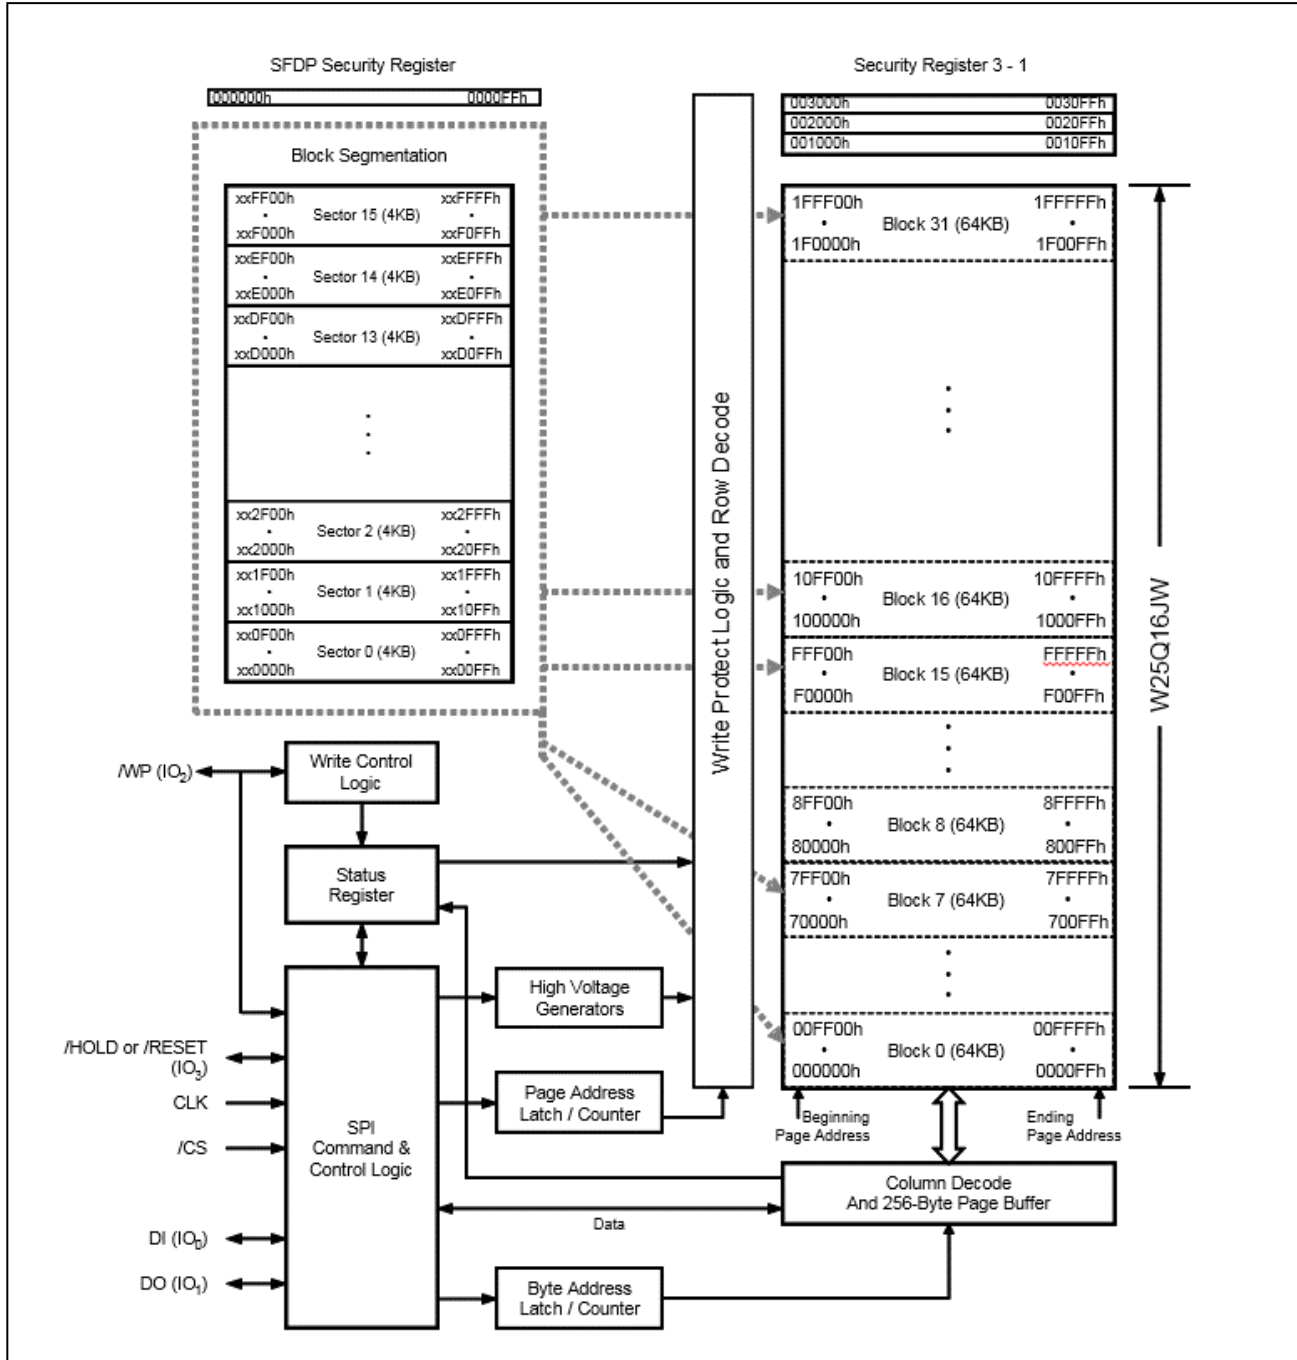 SFDP Security Register
000000h 0000FFh
Block Segmentation
xxFF00h xxFFFFh
Sector 15 (4KB)
xxF000h xxF0FFh
xxEF00h xxEFFFh
Sector 14 (4KB)
xxE000h xxE0FFh
xxDF00h xxDFFFh
Sector 13 (4KB)
xxD000h xxD0FFh
xx2F00h xx2FFFh
Sector 2 (4KB)
xx2000h xx20FFh
xx1F00h xx1FFFh
Sector 1 (4KB)
xx1000h xx10FFh
xx0F00h xx0FFFh
Sector 0 (4KB)
xx0000h xx00FFh
Write Protect Logic and Row Decode
Security Register 3 - 1
003000h 0030FFh
002000h 0020FFh
001000h 0010FFh
1FFF00h 1FFFFFh
Block 31 (64KB)
1F0000h 1F00FFh
10FF00h 10FFFFh
Block 16 (64KB)
100000h 1000FFh
FFF00h FFFFFh
Block 15 (64KB)
F0000h F00FFh
8FF00h 8FFFFh
Block 8 (64KB)
80000h 800FFh
7FF00h 7FFFFh
Block 7 (64KB)
70000h 700FFh
00FF00h 00FFFFh
Block 0 (64KB)
000000h 0000FFh
W25Q16JW
Beginning
Page Address
Ending
Page Address
/WP (IO2)
Write Control
Logic
Status
Register
High Voltage
Generators
/HOLD or /RESET
(IO3)
CLK
/CS
DI (IO0)
DO (IO1)
SPI
Command &
Control Logic
Page Address
Latch / Counter
Column Decode
And 256-Byte Page Buffer
Data
Byte Address
Latch / Counter